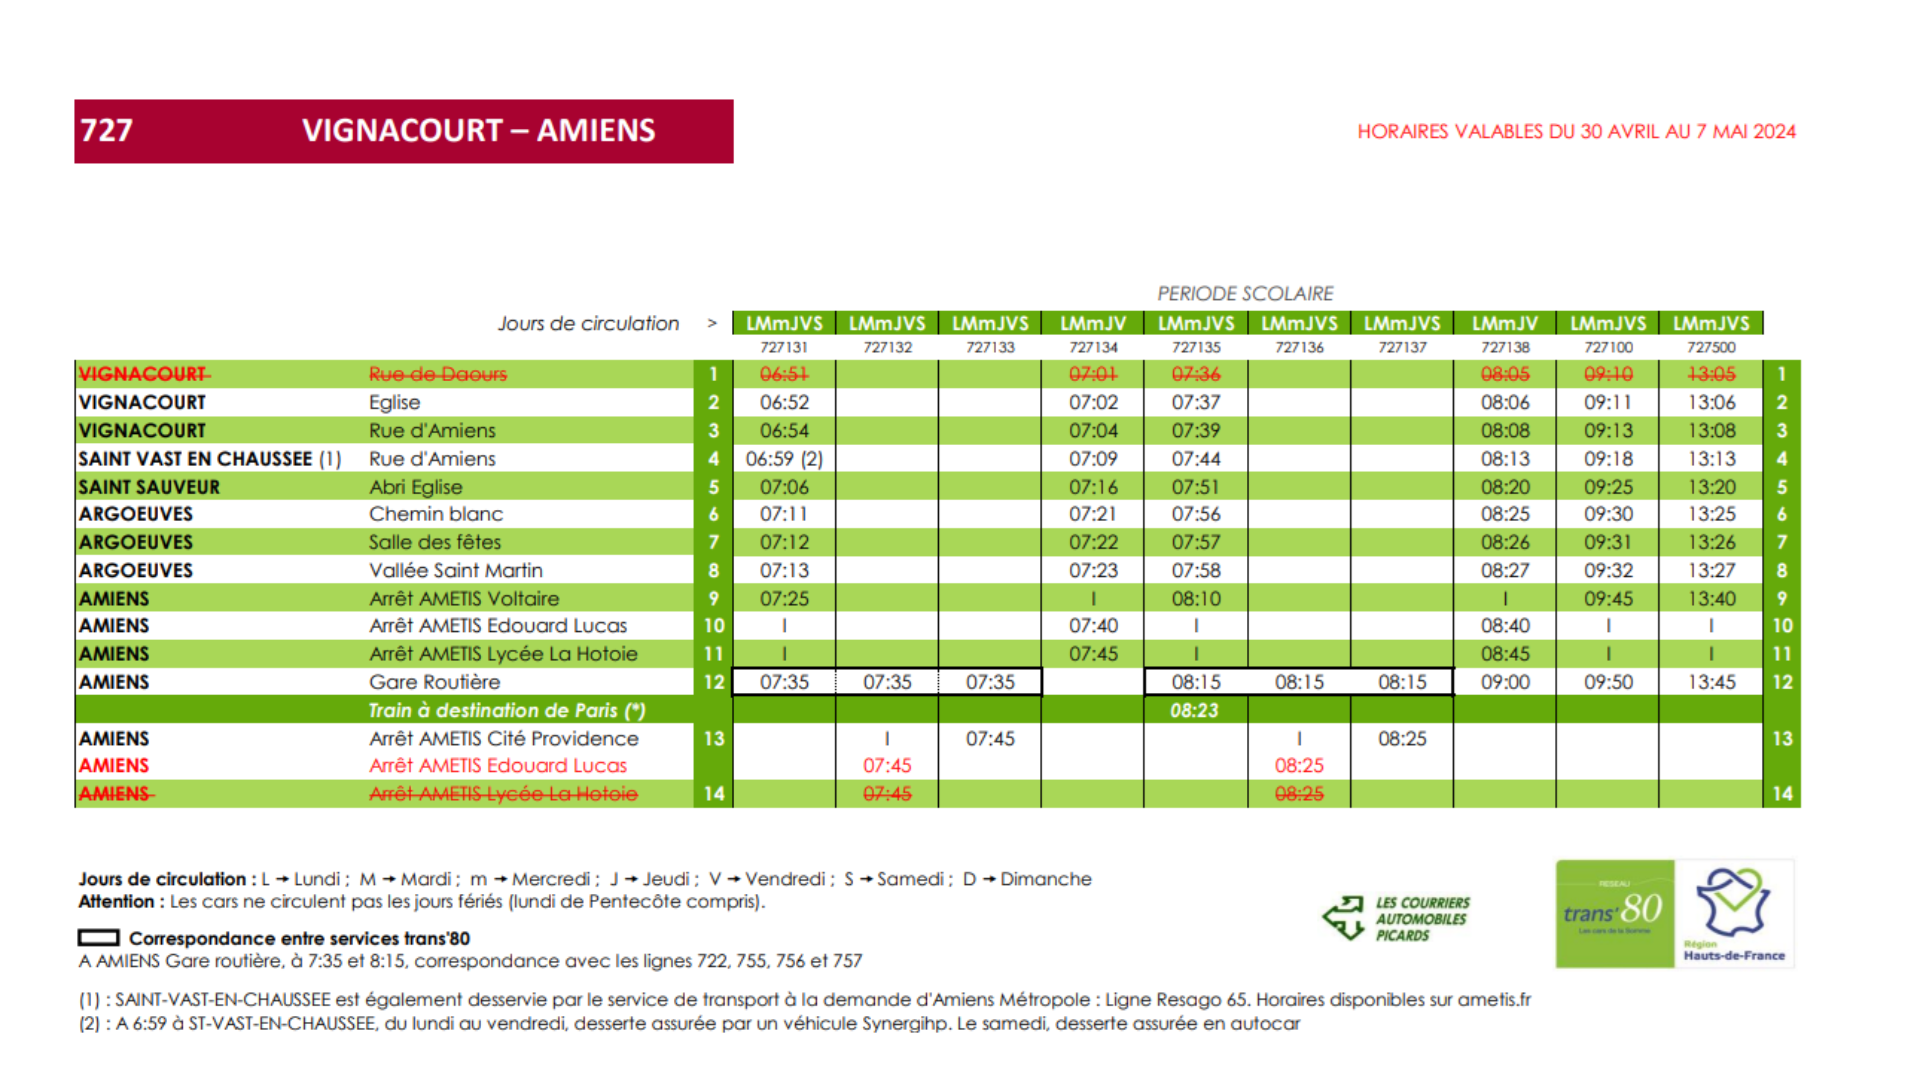 727 VIGNACOURT – AMIENS
HORAIRES VALABLES DU 30 AVRIL AU 7 MAI 2024
PERIODE SCOLAIRE
Jours de circulation > LMmJVS LMmJVS LMmJVS LMmJV LMmJVS LMmJVS LMmJVS LMmJV LMmJVS LMmJVS
727131 727132 727133 727134 727135 727136 727137 727138 727100 727500
VIGNACOURT Rue de Daours 1 06:51 07:01 07:36 08:05 09:10 13:05 1
VIGNACOURT Eglise 2 06:52 07:02 07:37 08:06 09:11 13:06 2
VIGNACOURT Rue d'Amiens 3 06:54 07:04 07:39 08:08 09:13 13:08 3
SAINT VAST EN CHAUSSEE (1) Rue d'Amiens 4 06:59 (2) 07:09 07:44 08:13 09:18 13:13 4
SAINT SAUVEUR Abri Eglise 5 07:06 07:16 07:51 08:20 09:25 13:20 5
ARGOEUVES Chemin blanc 6 07:11 07:21 07:56 08:25 09:30 13:25 6
ARGOEUVES Salle des fêtes 7 07:12 07:22 07:57 08:26 09:31 13:26 7
ARGOEUVES Vallée Saint Martin 8 07:13 07:23 07:58 08:27 09:32 13:27 8
AMIENS Arrêt AMETIS Voltaire 9 07:25 I 08:10 I 09:45 13:40 9
AMIENS Arrêt AMETIS Edouard Lucas 10 I 07:40 I 08:40 I I 10
AMIENS Arrêt AMETIS Lycée La Hotoie 11 I 07:45 I 08:45 I I 11
AMIENS Gare Routière 12 07:35 07:35 07:35 08:15 08:15 08:15 09:00 09:50 13:45 12
Train à destination de Paris (*) 08:23
AMIENS Arrêt AMETIS Cité Providence 13 I 07:45 I 08:25 13
AMIENS Arrêt AMETIS Edouard Lucas 07:45 08:25
AMIENS Arrêt AMETIS Lycée La Hotoie 14 07:45 08:25 14
Jours de circulation : L → Lundi ; M → Mardi ; m → Mercredi ; J → Jeudi ; V → Vendredi ; S → Samedi ; D → Dimanche
Attention : Les cars ne circulent pas les jours fériés (lundi de Pentecôte compris).
Correspondance entre services trans'80
A AMIENS Gare routière, à 7:35 et 8:15, correspondance avec les lignes 722, 755, 756 et 757
LES COURRIERS
AUTOMOBILES
PICARDS
RESEAU
trans'80
Les cars de la Somme
Région
Hauts-de-France
(1) : SAINT-VAST-EN-CHAUSSEE est également desservie par le service de transport à la demande d'Amiens Métropole : Ligne Resago 65. Horaires disponibles sur ametis.fr
(2) : A 6:59 à ST-VAST-EN-CHAUSSEE, du lundi au vendredi, desserte assurée par un véhicule Synergihp. Le samedi, desserte assurée en autocar